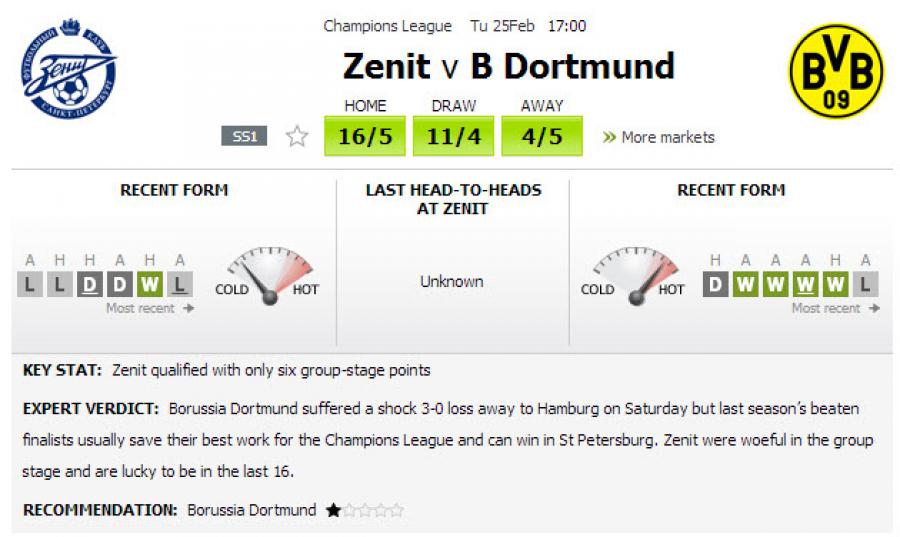 Champions League Tu 25Feb 17:00
ФУТБОЛЬНЫЙ КЛУБ
Зенит
САНКТ-ПЕТЕРБУРГ
Zenit v B Dortmund
BVB
09
HOME DRAW AWAY
SS1 16/5 11/4 4/5 » More markets
RECENT FORM
LAST HEAD-TO-HEADS
AT ZENIT
RECENT FORM
A H H A H A
L L D D W L
Most recent →
COLD HOT
Unknown
COLD HOT
H A A A H A
D W W W W L
Most recent →
KEY STAT: Zenit qualified with only six group-stage points
EXPERT VERDICT: Borussia Dortmund suffered a shock 3-0 loss away to Hamburg on Saturday but last season's beaten
finalists usually save their best work for the Champions League and can win in St Petersburg. Zenit were woeful in the group
stage and are lucky to be in the last 16.
RECOMMENDATION: Borussia Dortmund